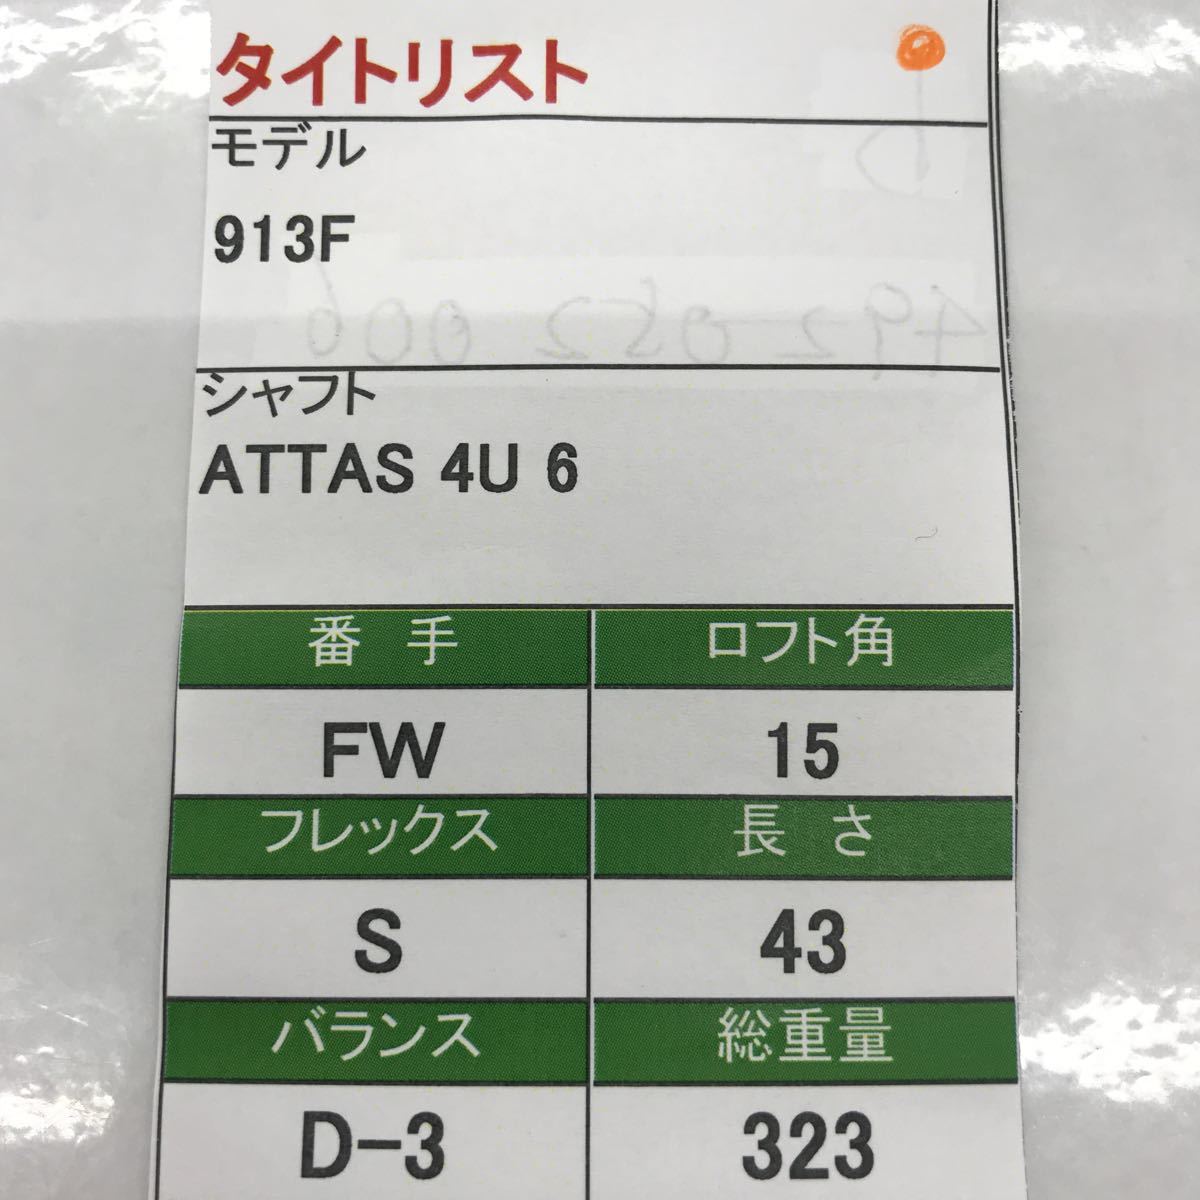 タイトリスト
モデル
913F
シャフト
ATTAS 4U 6
番 手 ロフト角
FW 15
フレックス 長 さ
S 43
バランス 総重量
D-3 323